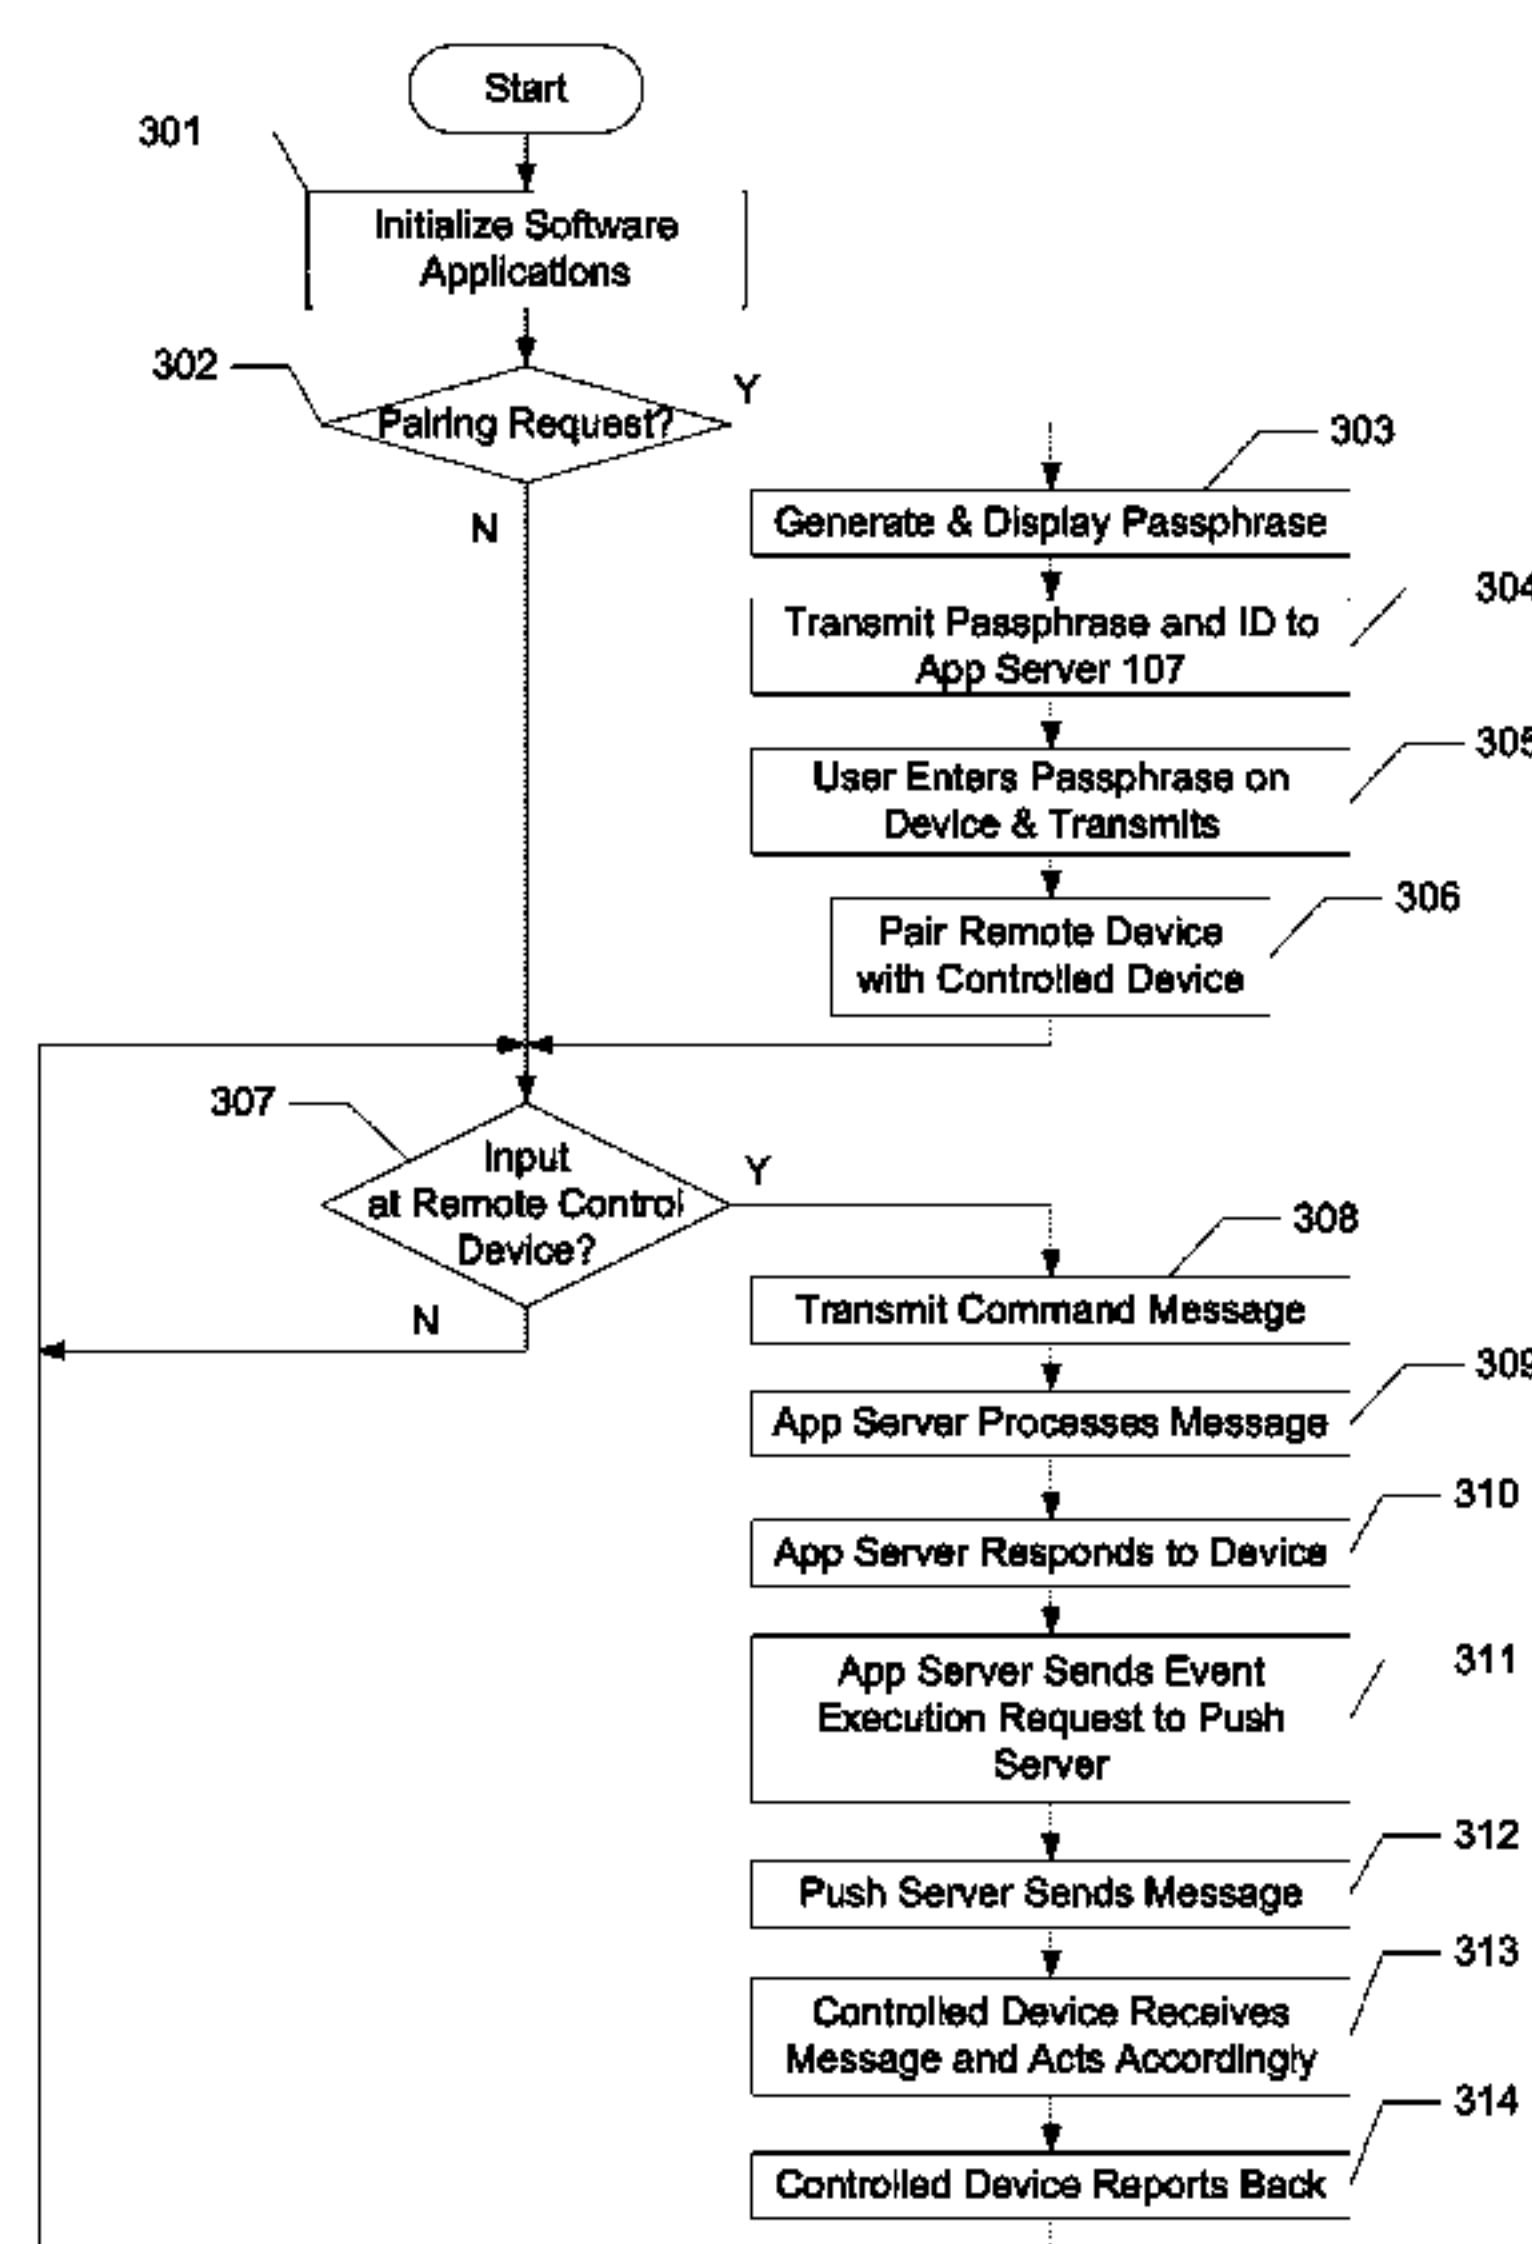 Start
301
Initialize Software
Applications
302
Pairing Request?
Y
N
303
Generate & Display Passphrase
304
Transmit Passphrase and ID to
App Server 107
305
User Enters Passphrase on
Device & Transmits
306
Pair Remote Device
with Controlled Device
307
Input
at Remote Control
Device?
Y
N
308
Transmit Command Message
309
App Server Processes Message
310
App Server Responds to Device
311
App Server Sends Event
Execution Request to Push
Server
312
Push Server Sends Message
313
Controlled Device Receives
Message and Acts Accordingly
314
Controlled Device Reports Back